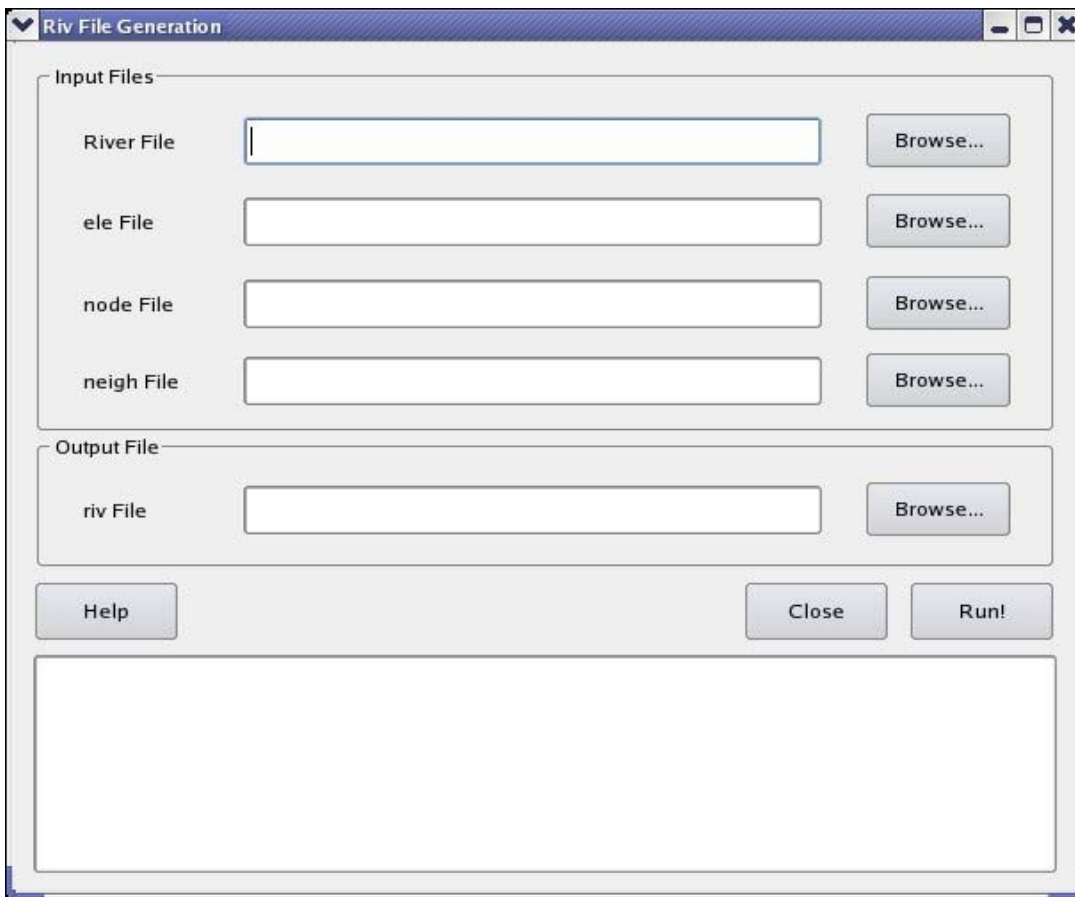 Riv File Generation
Input Files
River File
Browse...
ele File
Browse...
node File
Browse...
neigh File
Browse...
Output File
riv File
Browse...
Help
Close
Run!